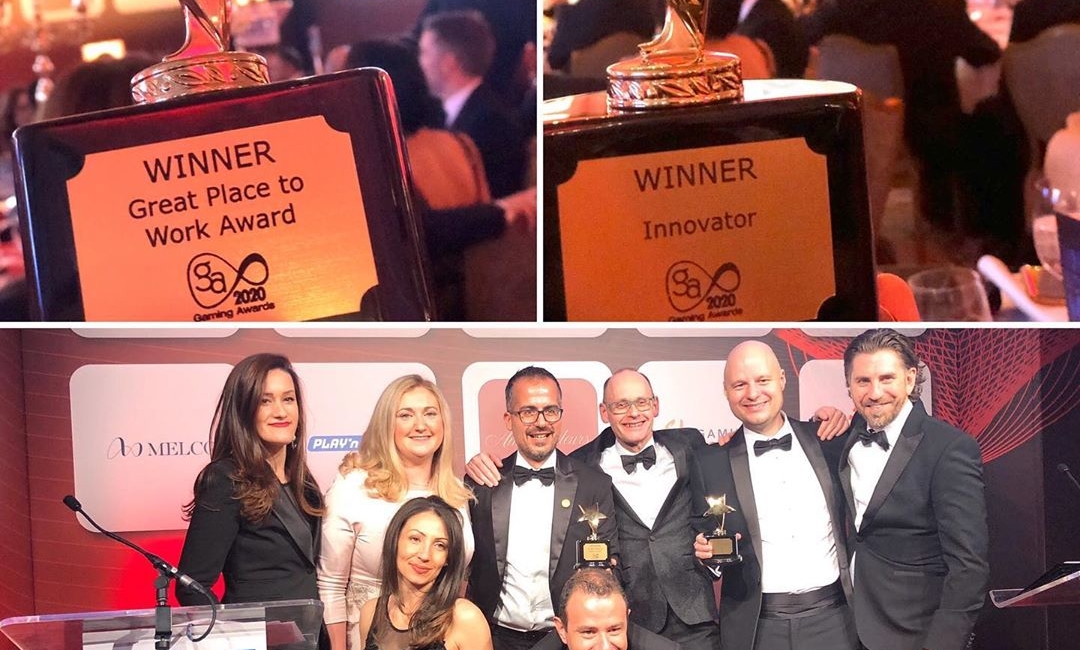 WINNER
Great Place to
Work Award
ga
2020
Gaming Awards
WINNER
Innovator
ga
2020
Gaming Awards
MELCO
PLAY'n